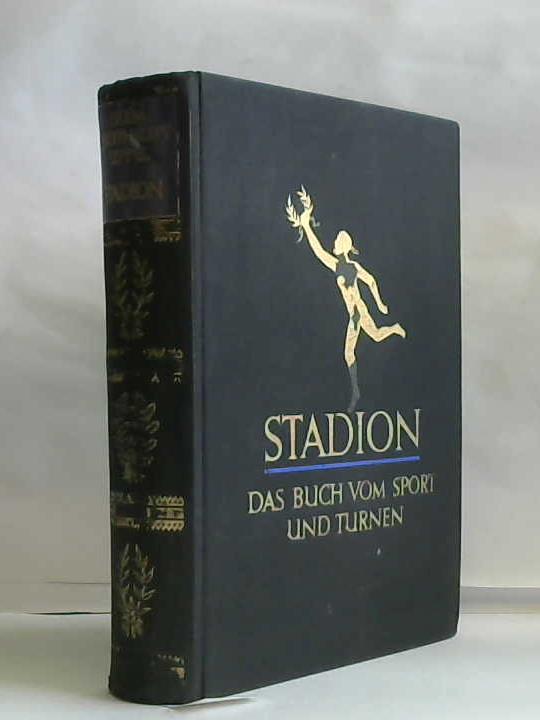 STADION
STADION
DAS BUCH VOM SPORT
UND TURNEN